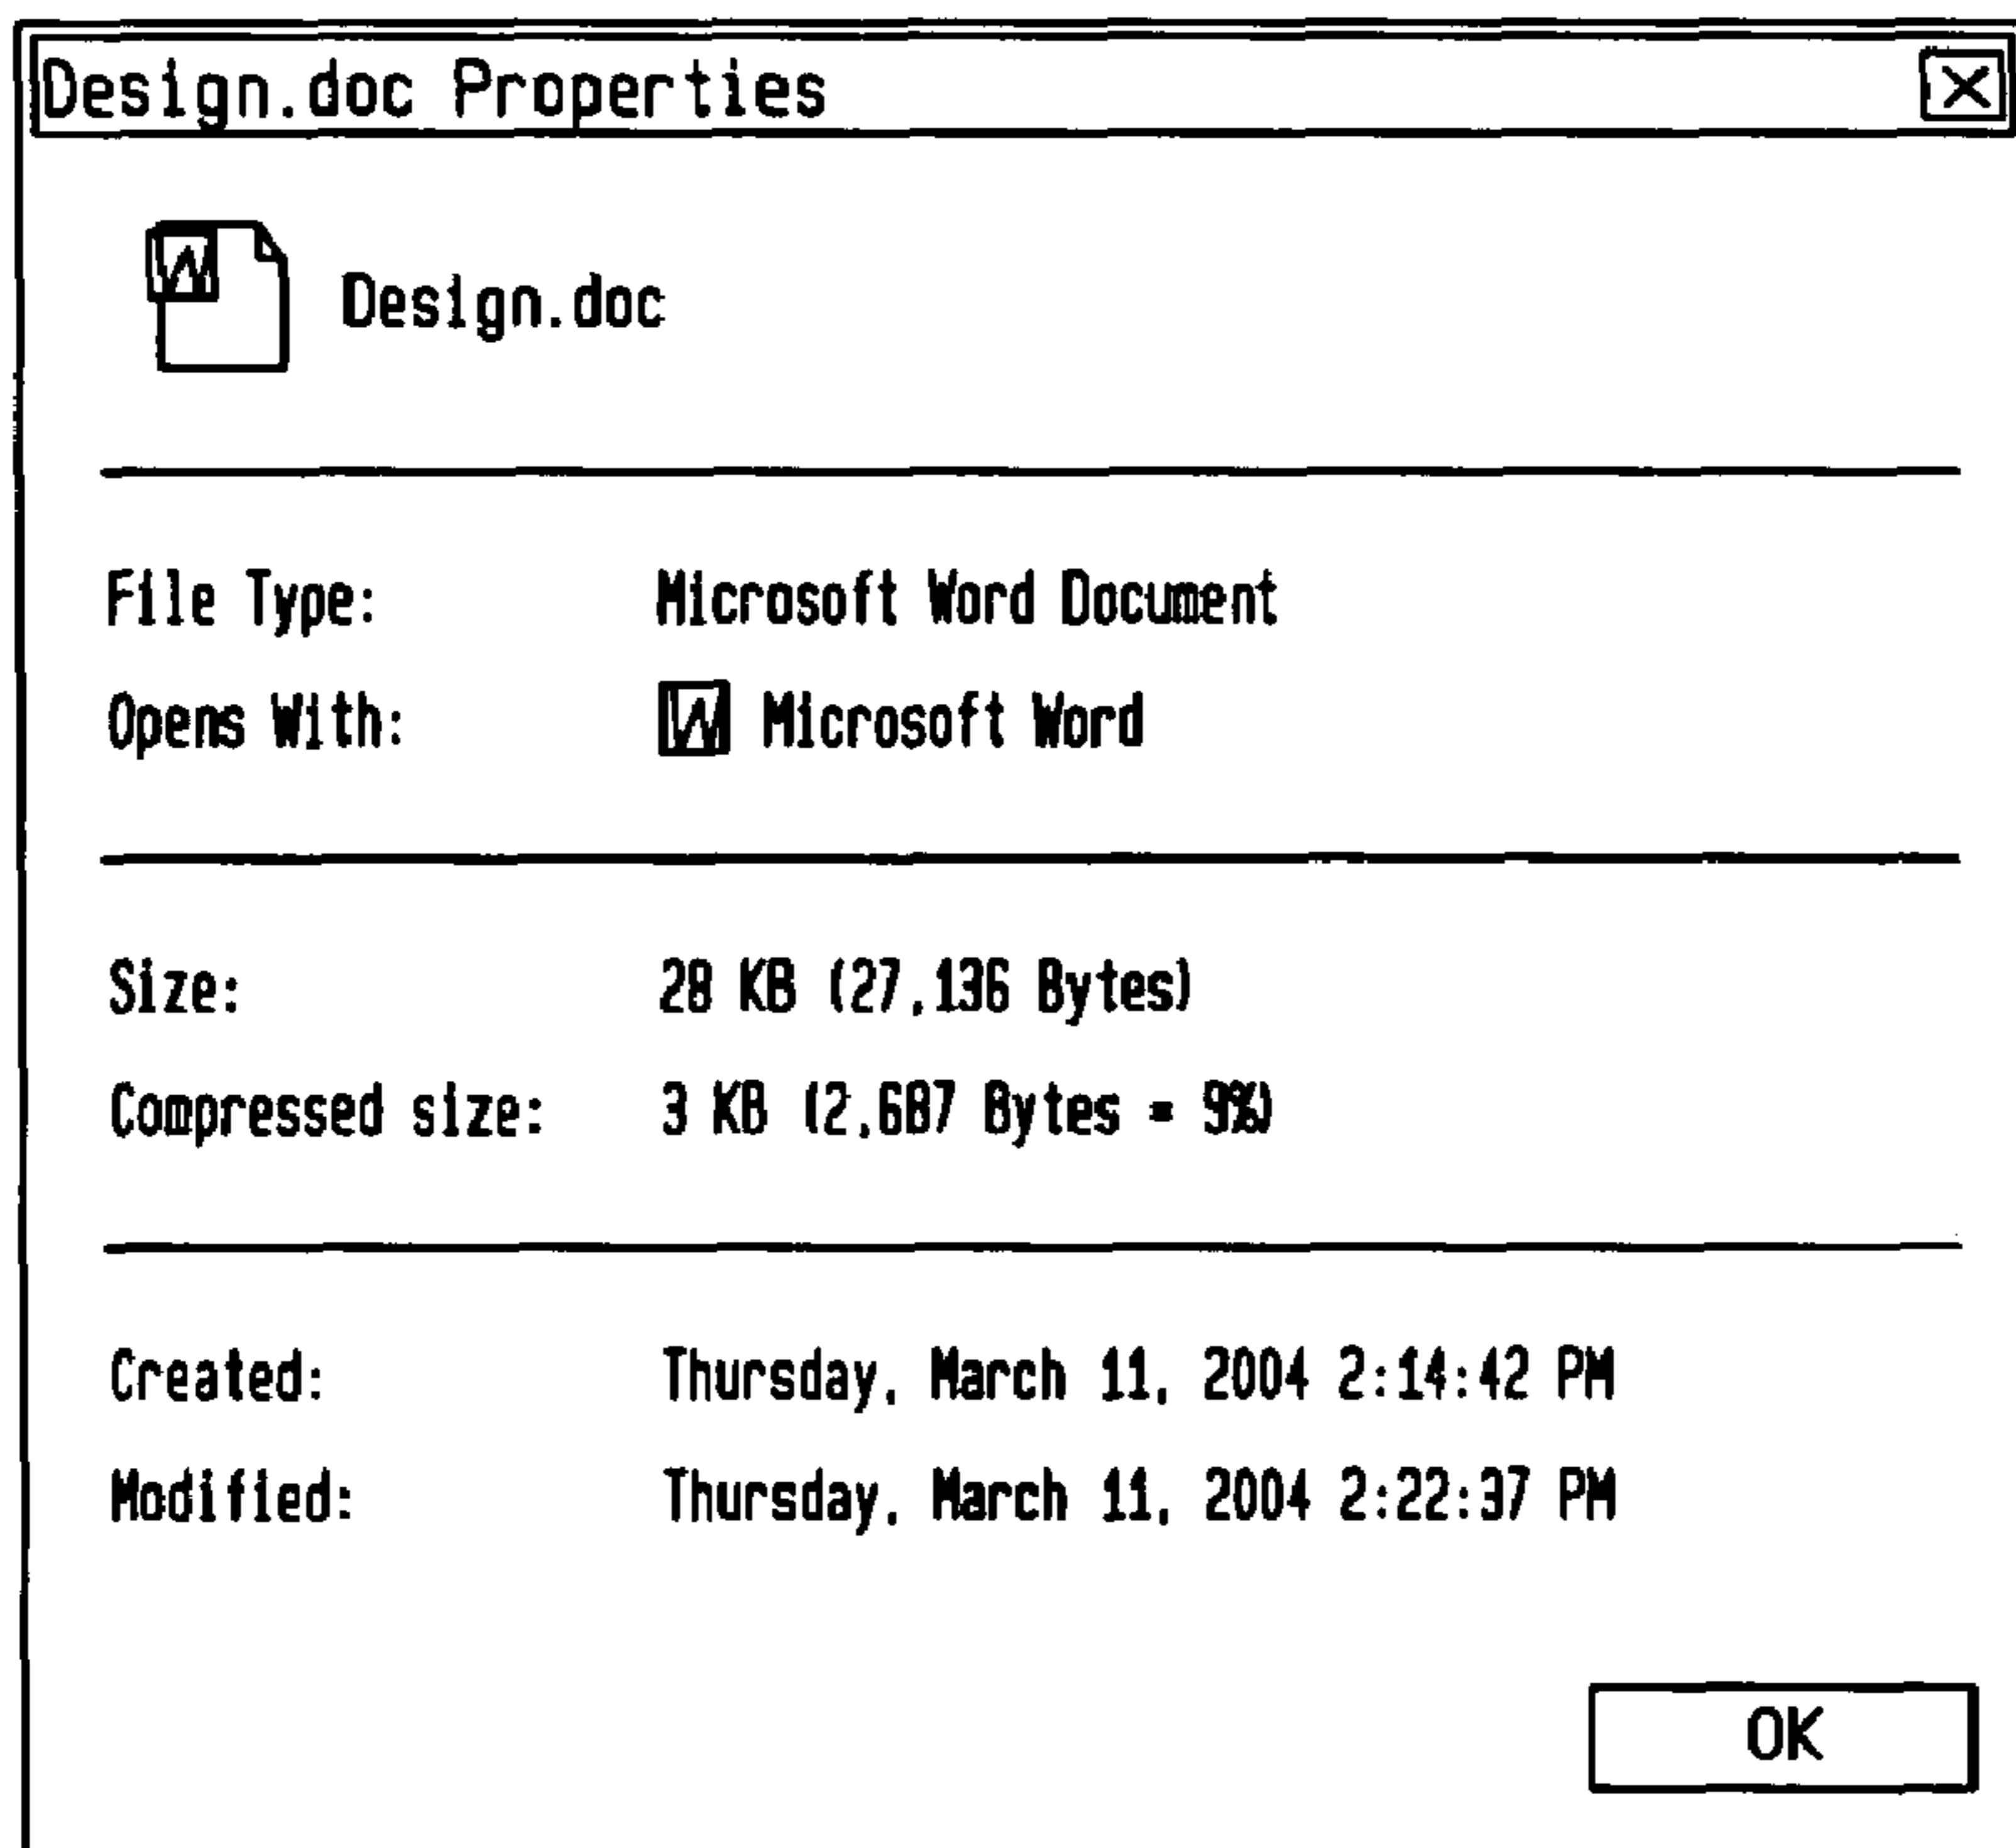 Design.doc Properties
Design.doc
File Type: Microsoft Word Document
Opens With: W Microsoft Word
Size: 28 KB (27,136 Bytes)
Compressed size: 3 KB (2,687 Bytes = 9%)
Created: Thursday, March 11, 2004 2:14:42 PM
Modified: Thursday, March 11, 2004 2:22:37 PM
OK